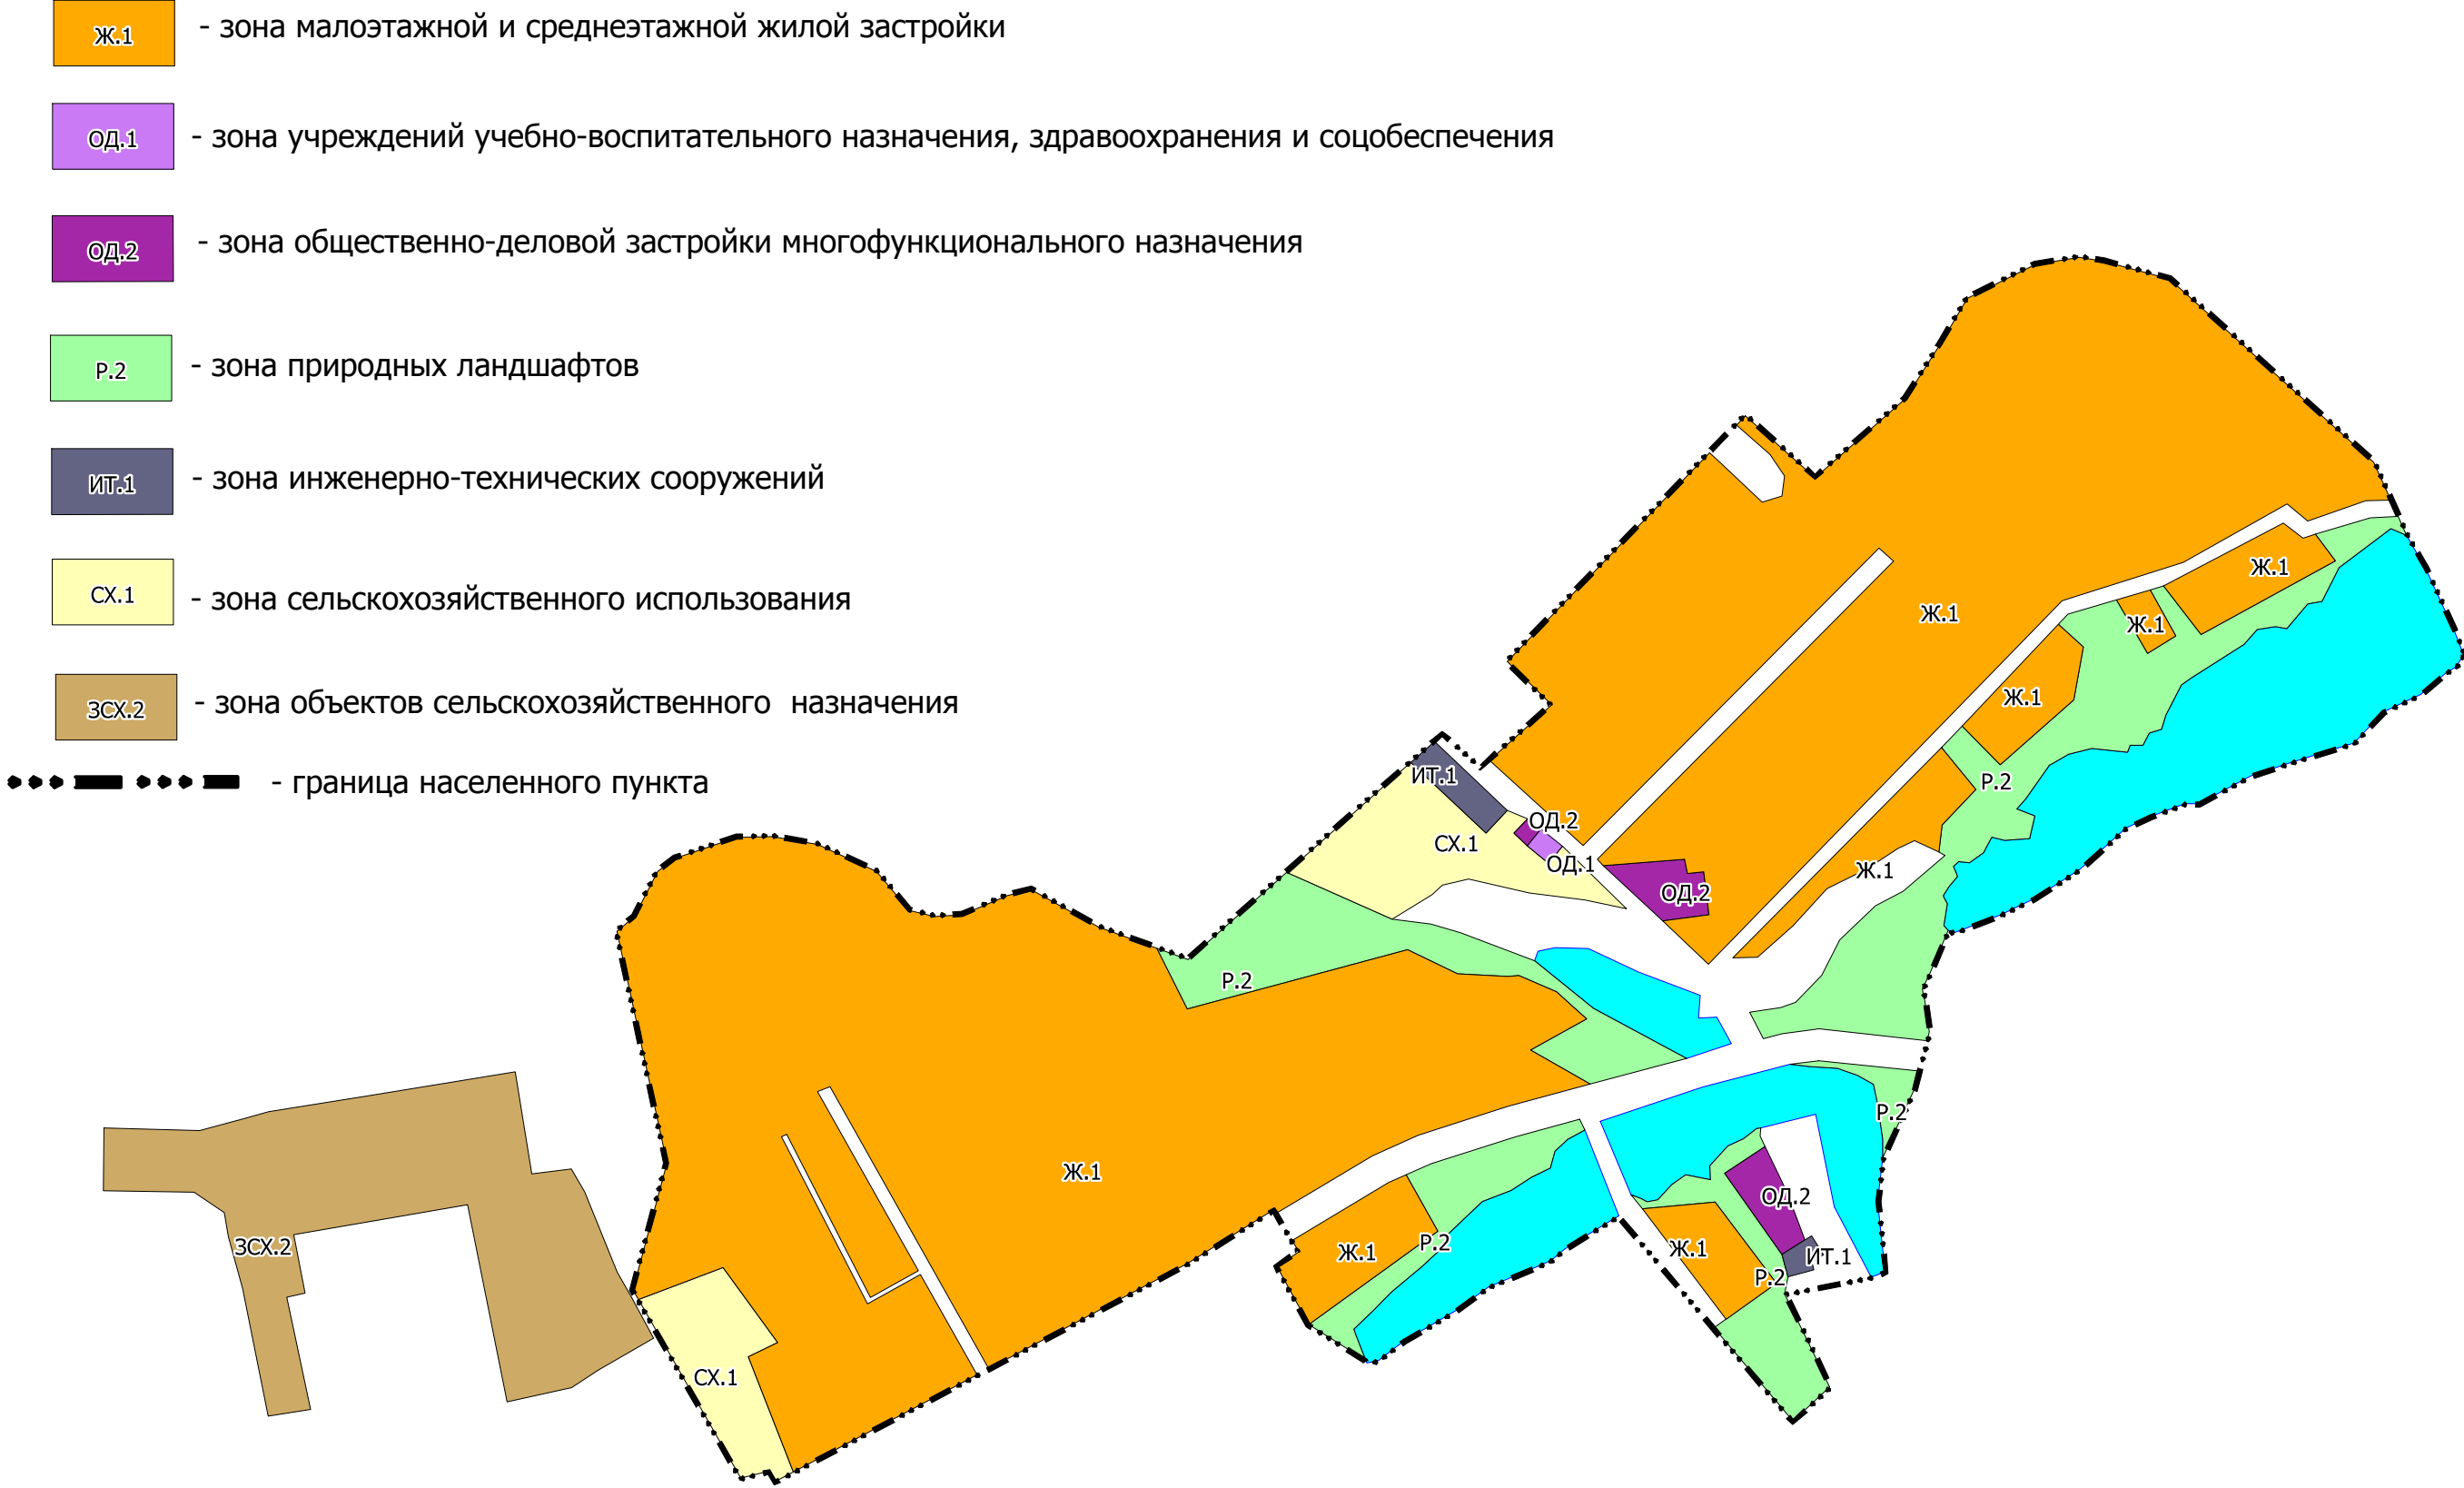 Ж.1 - зона малоэтажной и среднеэтажной жилой застройки
ОД.1 - зона учреждений учебно-воспитательного назначения, здравоохранения и соцобеспечения
ОД.2 - зона общественно-деловой застройки многофункционального назначения
Р.2 - зона природных ландшафтов
ИТ.1 - зона инженерно-технических сооружений
СХ.1 - зона сельскохозяйственного использования
ЗСХ.2 - зона объектов сельскохозяйственного назначения
- граница населенного пункта
Ж.1
Ж.1
Ж.1
Ж.1
ИТ.1
Р.2
ОД.2
СХ.1
ОД.1
Ж.1
ОД.2
Р.2
Р.2
Ж.1
ОД.2
Р.2
ЗСХ.2
Ж.1
Ж.1
ИТ.1
Р.2
СХ.1